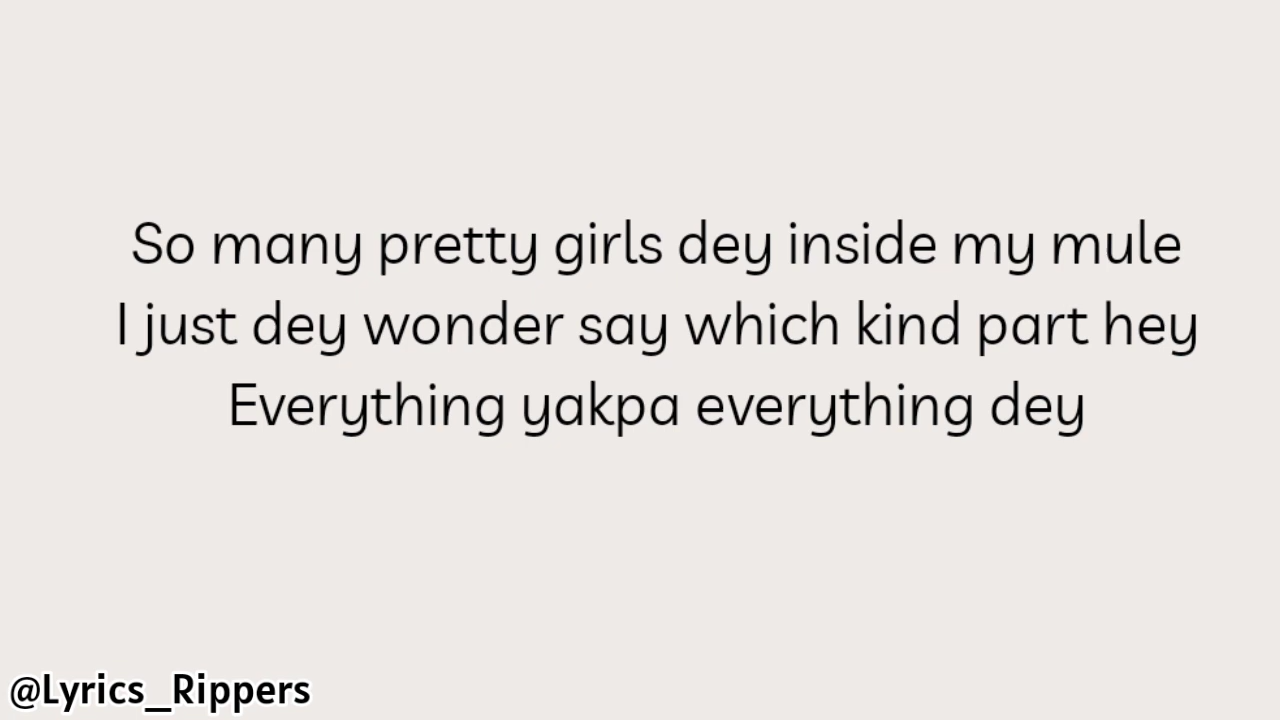 So many pretty girls dey inside my mule
I just dey wonder say which kind part hey
Everything yakpa everything dey
@Lyrics_Rippers